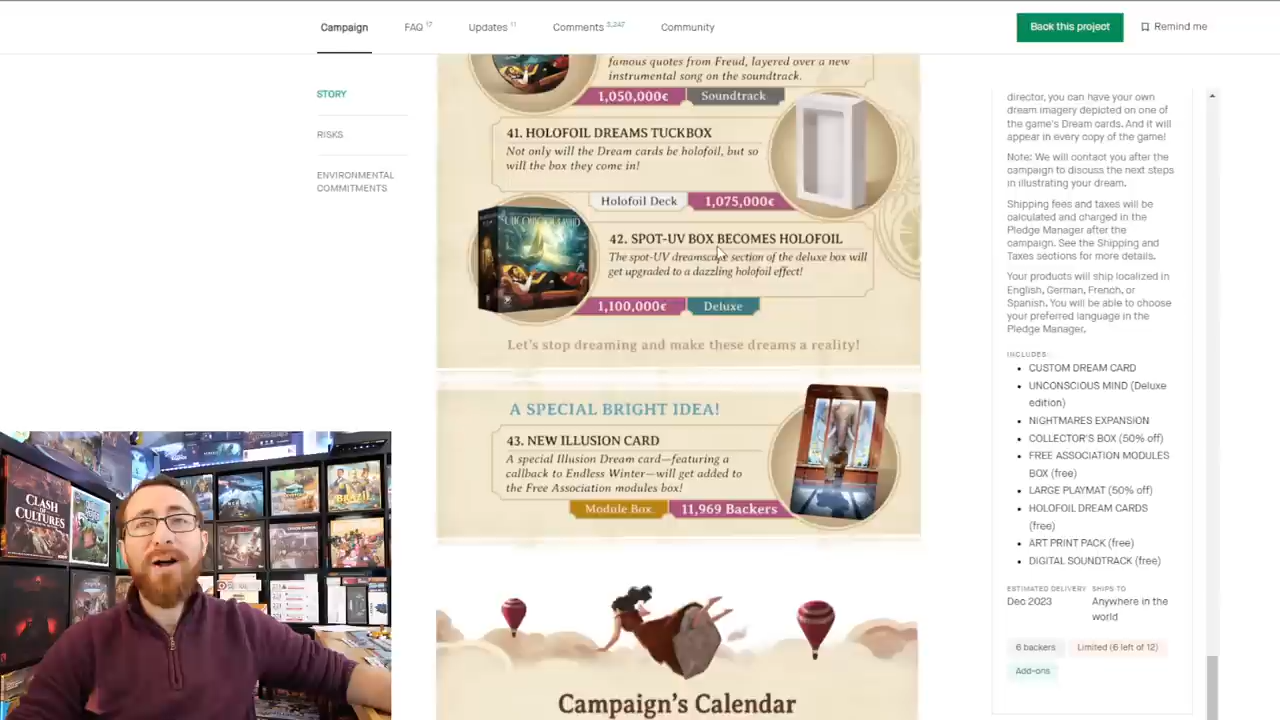 Campaign
FAQ 17
Updates 11
Comments 5,247
Community
Back this project
Remind me
STORY
RISKS
ENVIRONMENTAL
COMMITMENTS
famous quotes from Freud, layered over a new
instrumental song on the soundtrack.
1,050,000€ Soundtrack
41. HOLOFOIL DREAMS TUCKBOX
Not only will the Dream cards be holofoil, but so
will the box they come in!
Holofoil Deck 1,075,000€
42. SPOT-UV BOX BECOMES HOLOFOIL
The spot-UV dreamscape section of the deluxe box will
get upgraded to a dazzling holofoil effect!
1,100,000€ Deluxe
Let's stop dreaming and make these dreams a reality!
A SPECIAL BRIGHT IDEA!
43. NEW ILLUSION CARD
A special Illusion Dream card—featuring a
callback to Endless Winter—will get added to
the Free Association modules box!
Module Box 11,969 Backers
Campaign's Calendar
director, you can have your own
dream imagery depicted on one of
the game's Dream cards. And it will
appear in every copy of the game!
Note: We will contact you after the
campaign to discuss the next steps
in illustrating your dream.
Shipping fees and taxes will be
calculated and charged in the
Pledge Manager after the
campaign. See the Shipping and
Taxes sections for more details.
Your products will ship localized in
English, German, French, or
Spanish. You will be able to choose
your preferred language in the
Pledge Manager.
INCLUDES:
CUSTOM DREAM CARD
UNCONSCIOUS MIND (Deluxe
edition)
NIGHTMARES EXPANSION
COLLECTOR'S BOX (50% off)
FREE ASSOCIATION MODULES
BOX (free)
LARGE PLAYMAT (50% off)
HOLOFOIL DREAM CARDS
(free)
ART PRINT PACK (free)
DIGITAL SOUNDTRACK (free)
ESTIMATED DELIVERY
Dec 2023
SHIPS TO
Anywhere in the
world
6 backers
Limited (6 left of 12)
Add-ons
CLASH
OF
CULTURES
BRAZIL